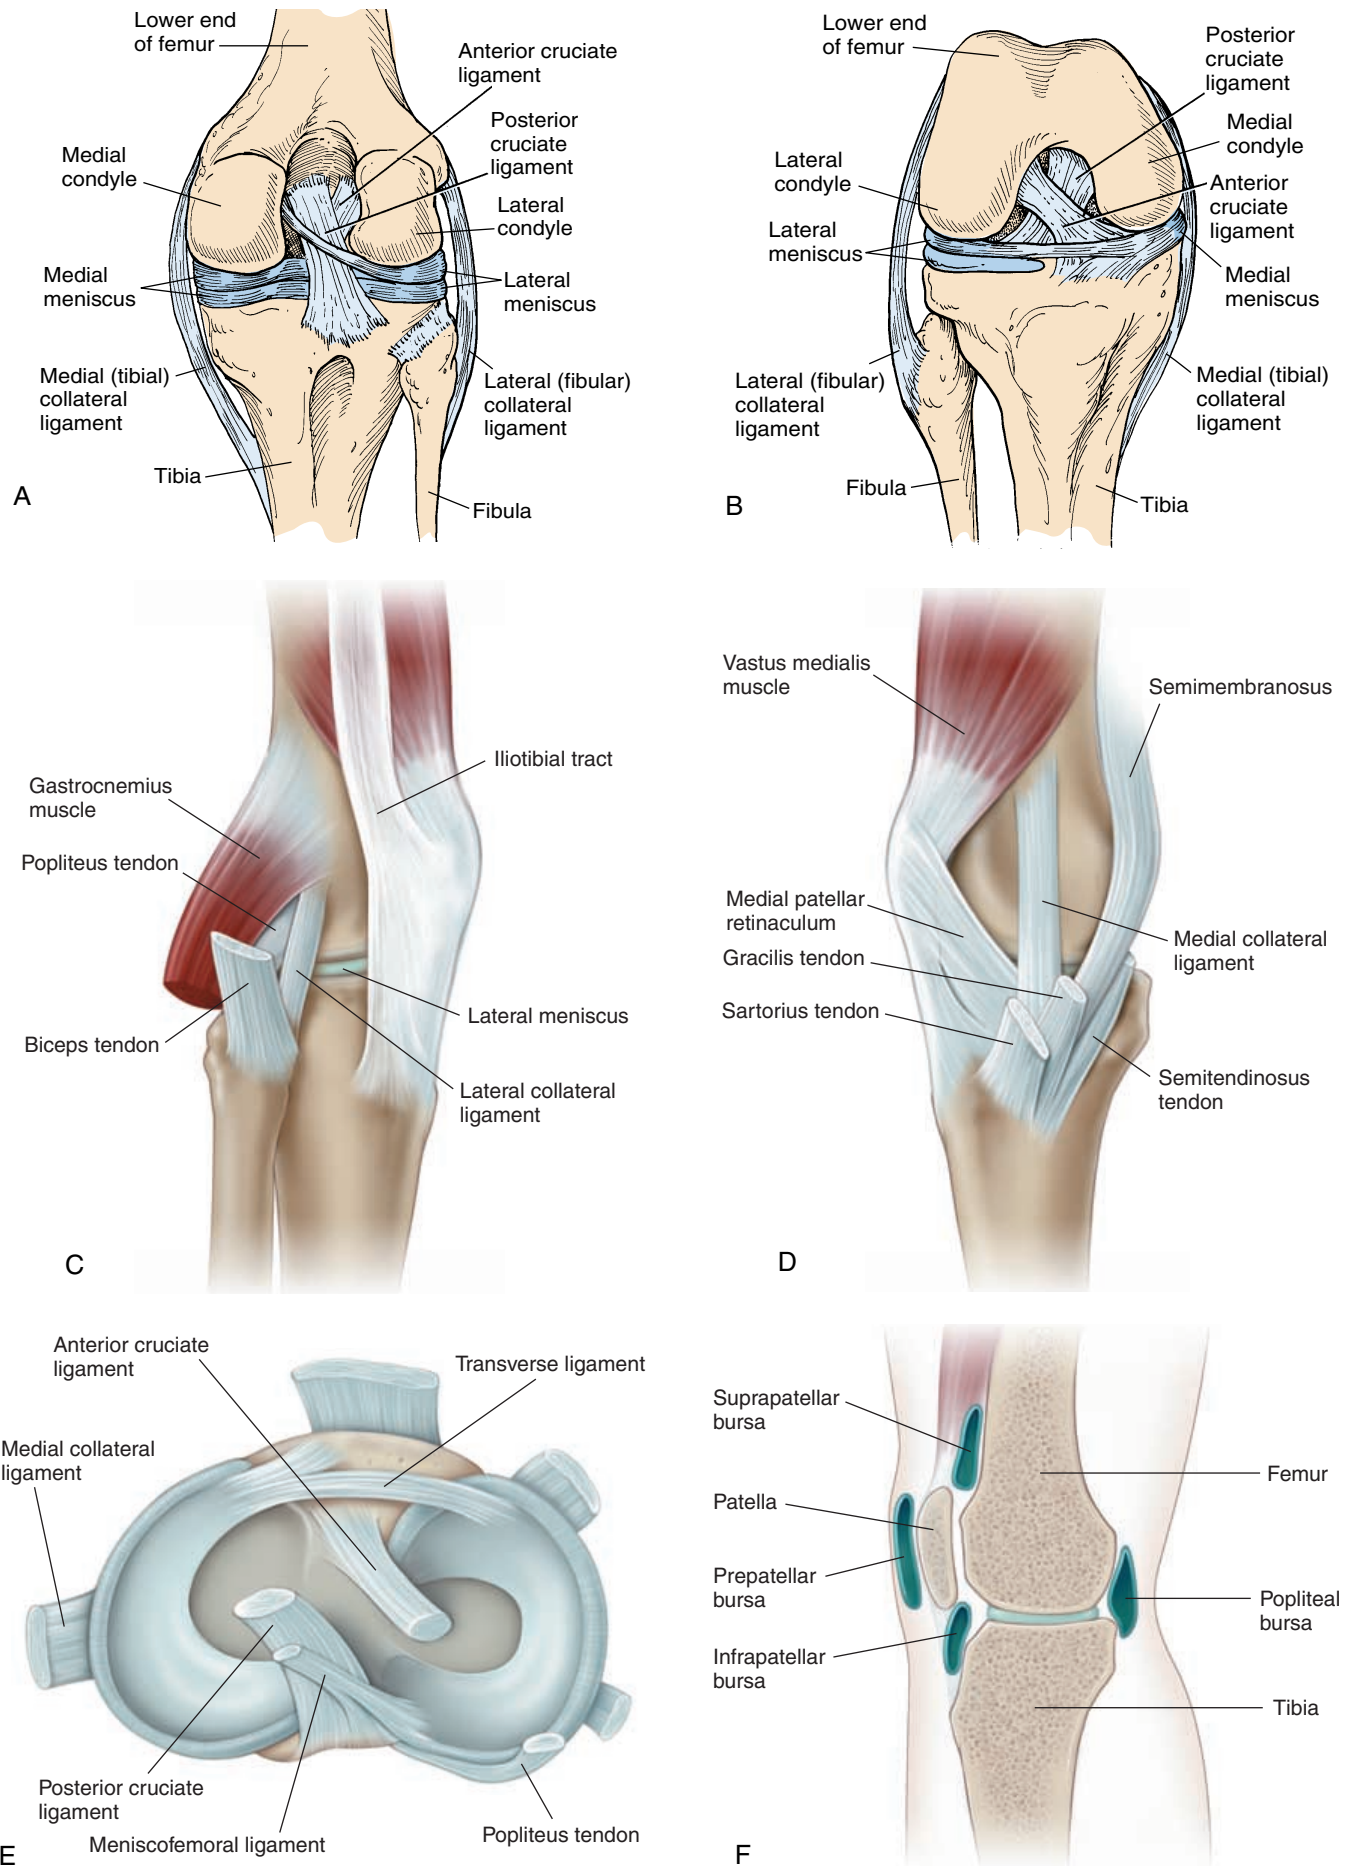 Lower end
of femur
Anterior cruciate
ligament
Posterior
cruciate
ligament
Medial
condyle
Lateral
condyle
Medial
meniscus
Lateral
meniscus
Medial (tibial)
collateral
ligament
Lateral (fibular)
collateral
ligament
Tibia
Fibula
A
Lower end
of femur
Posterior
cruciate
ligament
Medial
condyle
Lateral
condyle
Anterior
cruciate
ligament
Lateral
meniscus
Medial
meniscus
Lateral (fibular)
collateral
ligament
Medial (tibial)
collateral
ligament
Fibula
Tibia
B
Iliotibial tract
Gastrocnemius
muscle
Popliteus tendon
Lateral meniscus
Biceps tendon
Lateral collateral
ligament
C
Vastus medialis
muscle
Semimembranosus
Medial patellar
retinaculum
Medial collateral
ligament
Gracilis tendon
Sartorius tendon
Semitendinosus
tendon
D
Anterior cruciate
ligament
Transverse ligament
Medial collateral
ligament
Posterior cruciate
ligament
Meniscofemoral ligament
Popliteus tendon
E
Suprapatellar
bursa
Femur
Patella
Prepatellar
bursa
Popliteal
bursa
Infrapatellar
bursa
Tibia
F